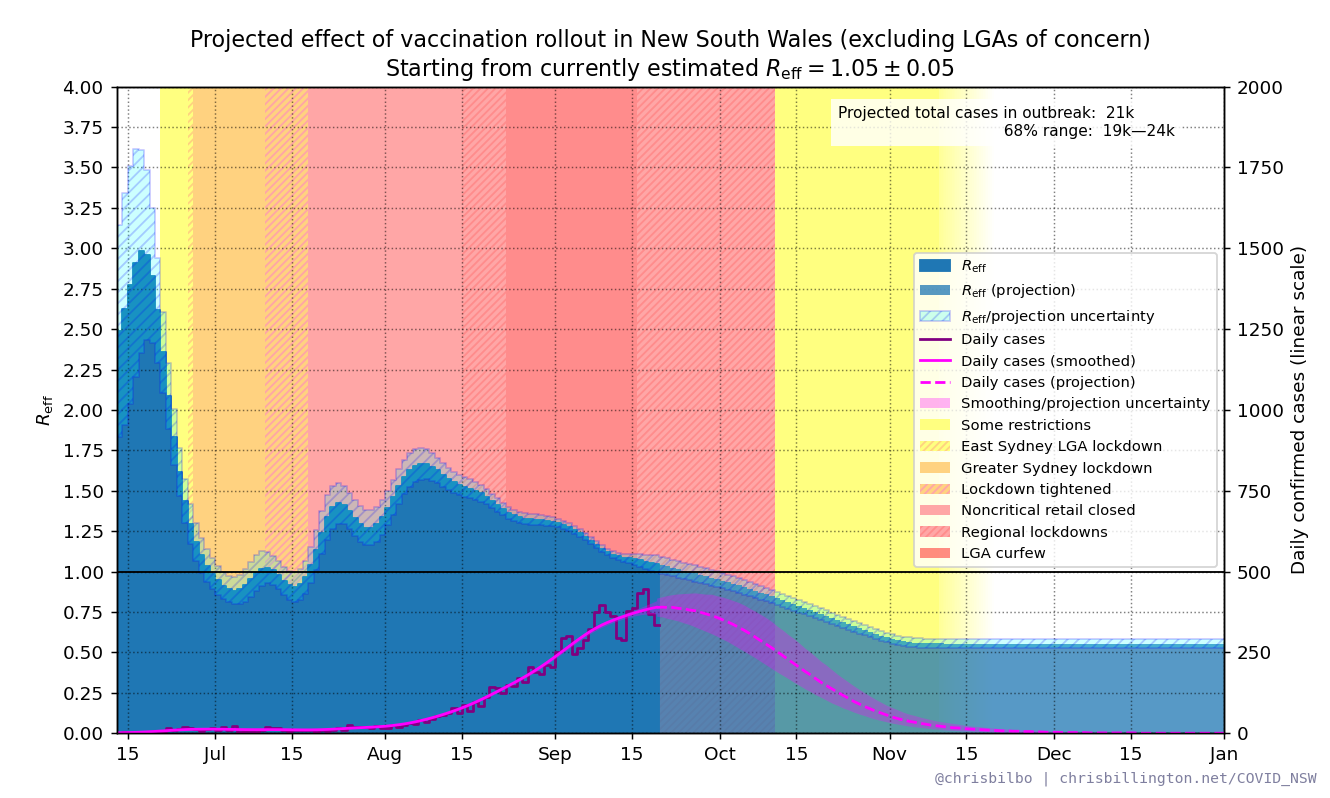 Projected effect of vaccination rollout in New South Wales (excluding LGAs of concern)
Starting from currently estimated Reff = 1.05 ± 0.05
Projected total cases in outbreak: 21k
68% range: 19k—24k
4.00
3.75
3.50
3.25
3.00
2.75
2.50
2.25
2.00
1.75
1.50
1.25
1.00
0.75
0.50
0.25
0.00
Reff
2000
1750
1500
1250
1000
750
500
250
0
Daily confirmed cases (linear scale)
Reff
Reff (projection)
Reff/projection uncertainty
Daily cases
Daily cases (smoothed)
Daily cases (projection)
Smoothing/projection uncertainty
Some restrictions
East Sydney LGA lockdown
Greater Sydney lockdown
Lockdown tightened
Noncritical retail closed
Regional lockdowns
LGA curfew
15 Jul 15 Aug 15 Sep 15 Oct 15 Nov 15 Dec 15 Jan
@chrisbilbo | chrisbillington.net/COVID_NSW